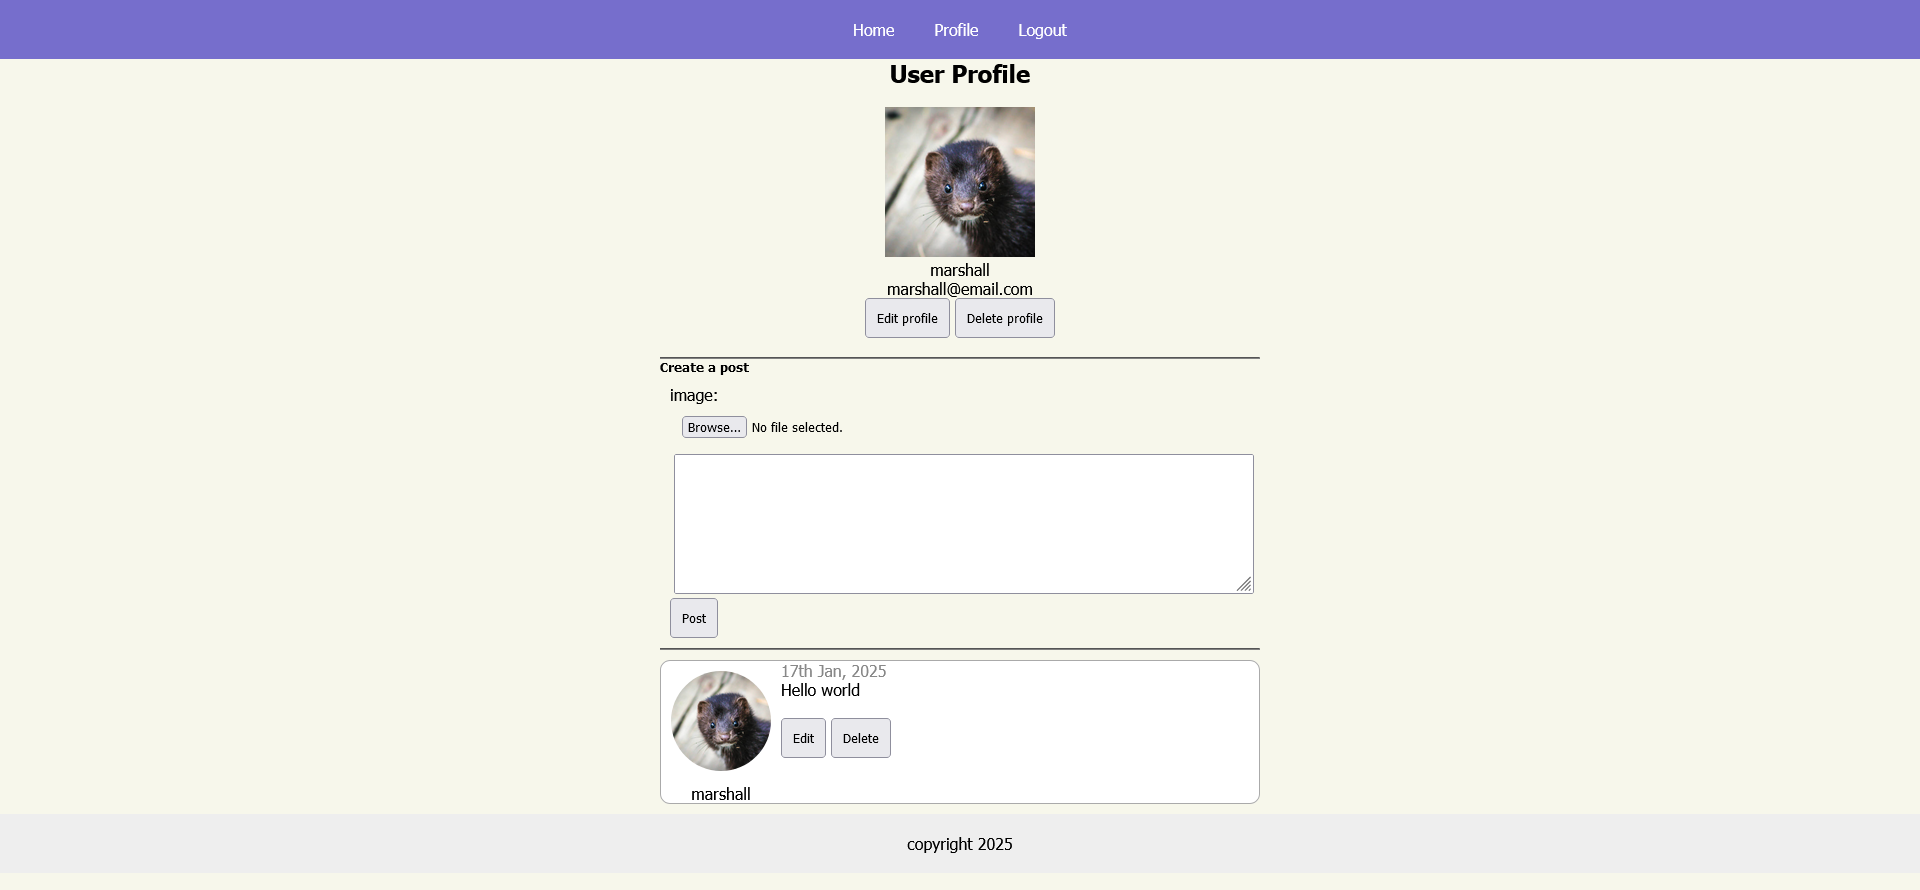 Home Profile Logout
User Profile
marshall
marshall@email.com
Edit profile Delete profile
Create a post
image:
Browse... No file selected.
Post
17th Jan, 2025
Hello world
Edit Delete
marshall
copyright 2025